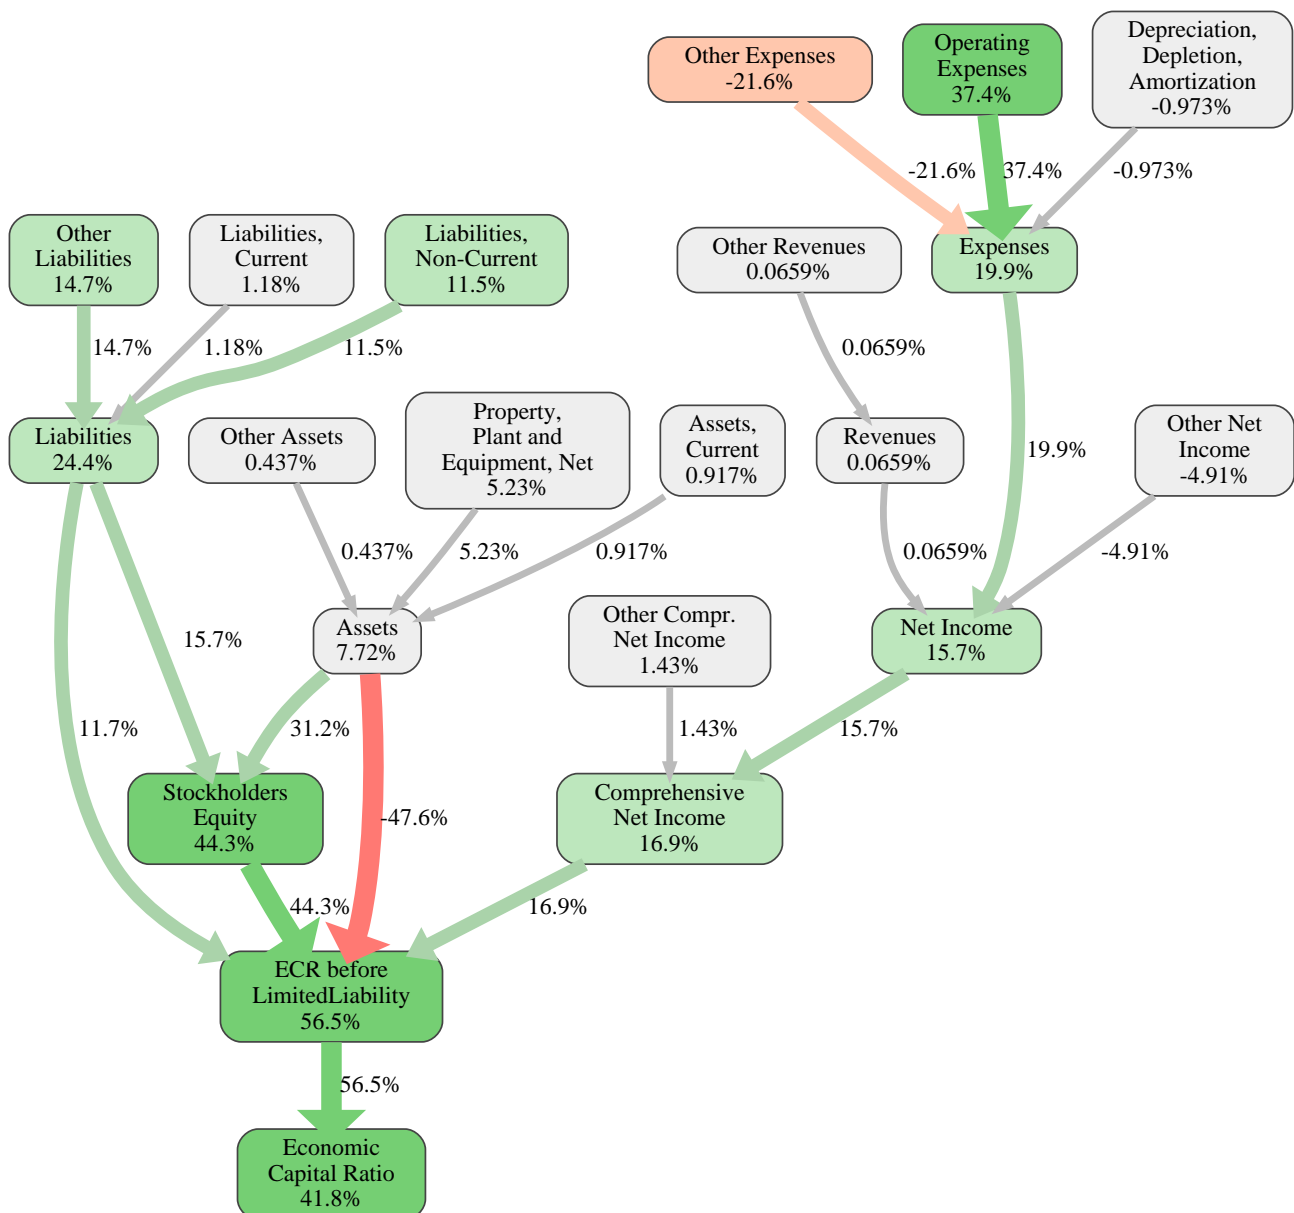 Other Expenses
-21.6%
Operating
Expenses
37.4%
Depreciation,
Depletion,
Amortization
-0.973%
-21.6%
37.4%
-0.973%
Other
Liabilities
14.7%
Liabilities,
Current
1.18%
Liabilities,
Non-Current
11.5%
Other Revenues
0.0659%
Expenses
19.9%
14.7%
1.18%
11.5%
0.0659%
Liabilities
24.4%
Other Assets
0.437%
Property,
Plant and
Equipment, Net
5.23%
Assets,
Current
0.917%
Revenues
0.0659%
19.9%
Other Net
Income
-4.91%
0.437%
5.23%
0.917%
0.0659%
-4.91%
15.7%
Assets
7.72%
Other Compr.
Net Income
1.43%
Net Income
15.7%
11.7%
31.2%
1.43%
15.7%
Stockholders
Equity
44.3%
-47.6%
Comprehensive
Net Income
16.9%
44.3%
16.9%
ECR before
LimitedLiability
56.5%
56.5%
Economic
Capital Ratio
41.8%